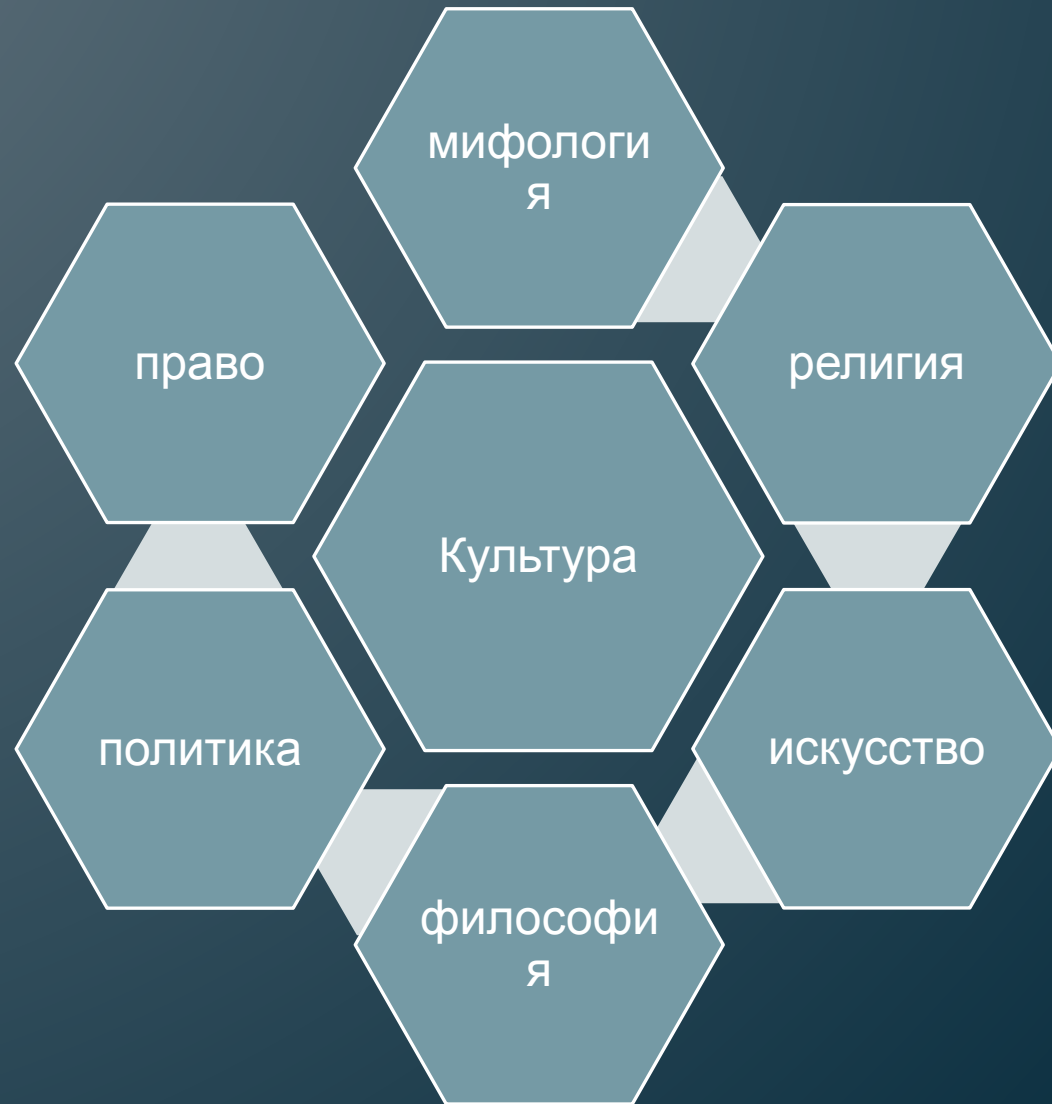 мифологи
я
право
религия
Культура
политика
искусство
философи
я